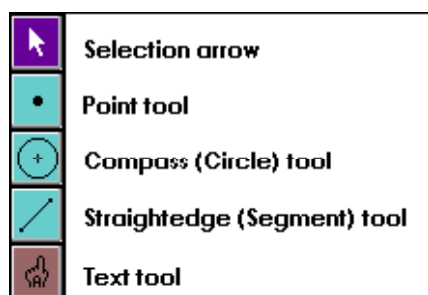 Selection arrow
Point tool
Compass (Circle) tool
Straightedge (Segment) tool
A
Text tool